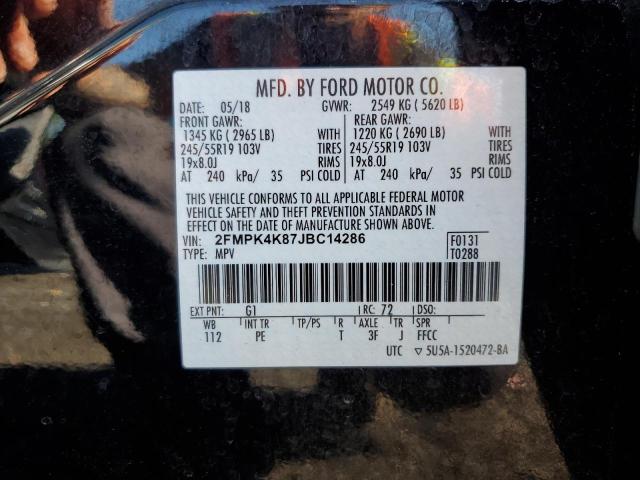 MFD. BY FORD MOTOR CO.
DATE: 05/18 GVWR: 2549 KG ( 5620 LB)
FRONT GAWR: REAR GAWR:
1345 KG ( 2965 LB) WITH 1220 KG ( 2690 LB) WITH
245/55R19 103V TIRES 245/55R19 103V TIRES
19x8.0J RIMS 19x8.0J RIMS
AT 240 kPa/ 35 PSI COLD AT 240 kPa/ 35 PSI COLD
THIS VEHICLE CONFORMS TO ALL APPLICABLE FEDERAL MOTOR
VEHICLE SAFETY AND THEFT PREVENTION STANDARDS IN
EFFECT ON THE DATE OF MANUFACTURE SHOWN ABOVE.
VIN: 2FMPK4K87JBC14286 F0131
TYPE: MPV T0288
EXT PNT: G1 RC: 72 DSO:
WB INT TR TP/PS R AXLE TR SPR
112 PE T 3F J FFCC
UTC ▽ 5U5A-1520472-BA